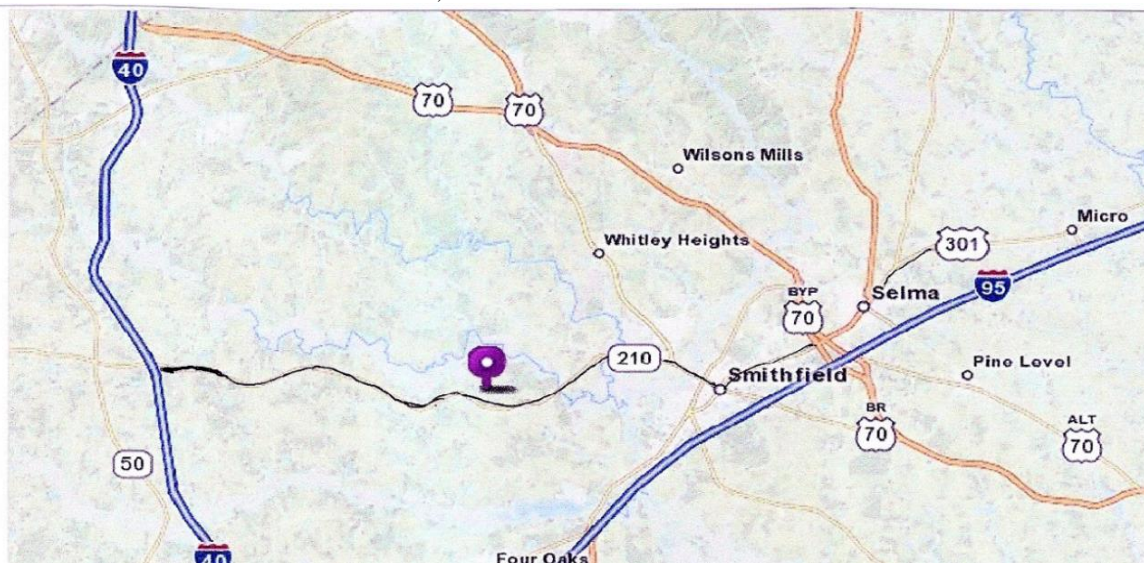 40
70
70
Wilsons Mills
Micro
Whitley Heights
301
95
BYP
70
Selma
210
Pine Level
Smithfield
BR
70
ALT
70
50
40
Four Oaks